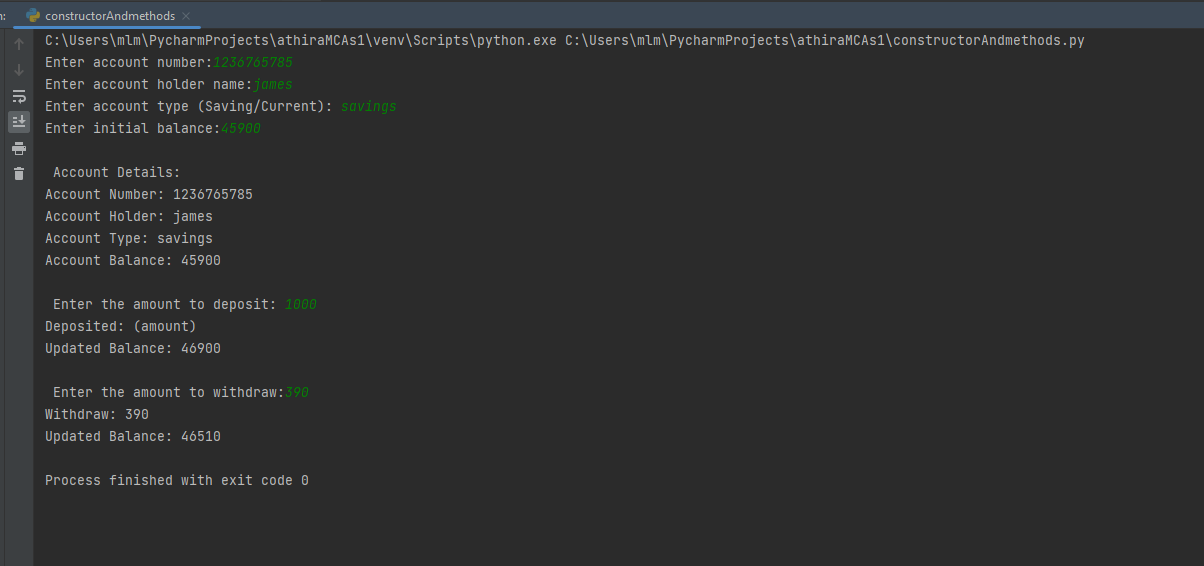 n:
constructorAndmethods
C:\Users\mlm\PycharmProjects\athiraMCAs1\venv\Scripts\python.exe C:\Users\mlm\PycharmProjects\athiraMCAs1\constructorAndmethods.py
Enter account number:1236765785
Enter account holder name:james
Enter account type (Saving/Current): savings
Enter initial balance:45900
Account Details:
Account Number: 1236765785
Account Holder: james
Account Type: savings
Account Balance: 45900
Enter the amount to deposit: 1000
Deposited: (amount)
Updated Balance: 46900
Enter the amount to withdraw:390
Withdraw: 390
Updated Balance: 46510
Process finished with exit code 0